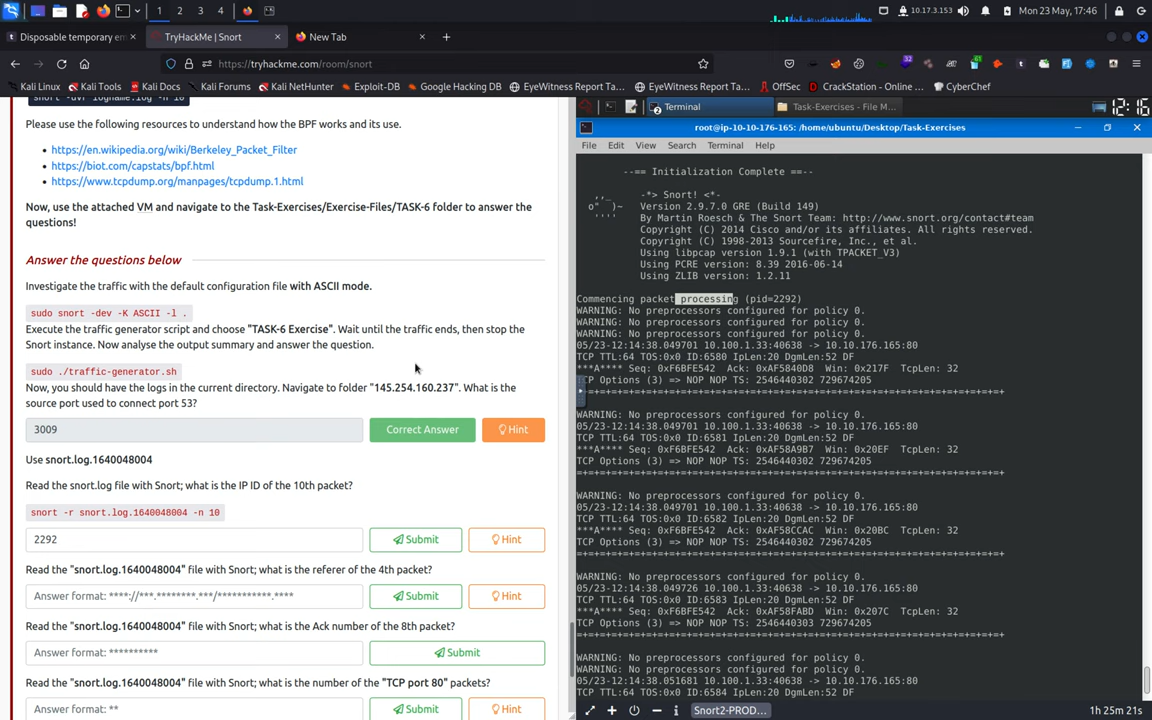 1 2 3 4
10.17.3.153
Mon 23 May, 17:46
Disposable temporary em
TryHackMe | Snort
New Tab
https://tryhackme.com/room/snort
Kali Linux
Kali Tools
Kali Docs
Kali Forums
Kali NetHunter
Exploit-DB
Google Hacking DB
EyeWitness Report Tar…
EyeWitness Report Ta…
OffSec
CrackStation - Online …
CyberChef
snort -dvr logname.log -n 10
Please use the following resources to understand how the BPF works and its use.
https://en.wikipedia.org/wiki/Berkeley_Packet_Filter
https://biot.com/capstats/bpf.html
https://www.tcpdump.org/manpages/tcpdump.1.html
Now, use the attached VM and navigate to the Task-Exercises/Exercise-Files/TASK-6 folder to answer the
questions!
Answer the questions below
Investigate the traffic with the default configuration file with ASCII mode.
sudo snort -dev -K ASCII -l .
Execute the traffic generator script and choose "TASK-6 Exercise". Wait until the traffic ends, then stop the
Snort instance. Now analyse the output summary and answer the question.
sudo ./traffic-generator.sh
Now, you should have the logs in the current directory. Navigate to folder "145.254.160.237". What is the
source port used to connect port 53?
3009
Correct Answer
Hint
Use snort.log.1640048004
Read the snort.log file with Snort; what is the IP ID of the 10th packet?
snort -r snort.log.1640048004 -n 10
2292
Submit
Hint
Read the "snort.log.1640048004" file with Snort; what is the referer of the 4th packet?
Answer format: ****://***.********.***/***********.****
Submit
Hint
Read the "snort.log.1640048004" file with Snort; what is the Ack number of the 8th packet?
Answer format: **********
Submit
Read the "snort.log.1640048004" file with Snort; what is the number of the "TCP port 80" packets?
Answer format: **
Submit
Hint
Terminal
Task-Exercises - File M...
12:16
root@ip-10-10-176-165: /home/ubuntu/Desktop/Task-Exercises
File Edit View Search Terminal Help
--== Initialization Complete ==--
,,_ -*> Snort! <*-
o" )~ Version 2.9.7.0 GRE (Build 149)
'''' By Martin Roesch & The Snort Team: http://www.snort.org/contact#team
Copyright (C) 2014 Cisco and/or its affiliates. All rights reserved.
Copyright (C) 1998-2013 Sourcefire, Inc., et al.
Using libpcap version 1.9.1 (with TPACKET_V3)
Using PCRE version: 8.39 2016-06-14
Using ZLIB version: 1.2.11
Commencing packet processing (pid=2292)
WARNING: No preprocessors configured for policy 0.
WARNING: No preprocessors configured for policy 0.
WARNING: No preprocessors configured for policy 0.
05/23-12:14:38.049701 10.100.1.33:40638 -> 10.10.176.165:80
TCP TTL:64 TOS:0x0 ID:6580 IpLen:20 DgmLen:52 DF
***A**** Seq: 0xF6BFE542 Ack: 0xAF5840D8 Win: 0x217F TcpLen: 32
TCP Options (3) => NOP NOP TS: 2546440302 729674205
=+=+=+=+=+=+=+=+=+=+=+=+=+=+=+=+=+=+=+=+=+=+=+=+=+=+=+=+=+=+=+=+=+=+=+=+=+
WARNING: No preprocessors configured for policy 0.
05/23-12:14:38.049701 10.100.1.33:40638 -> 10.10.176.165:80
TCP TTL:64 TOS:0x0 ID:6581 IpLen:20 DgmLen:52 DF
***A**** Seq: 0xF6BFE542 Ack: 0xAF58A9B7 Win: 0x20EF TcpLen: 32
TCP Options (3) => NOP NOP TS: 2546440302 729674205
=+=+=+=+=+=+=+=+=+=+=+=+=+=+=+=+=+=+=+=+=+=+=+=+=+=+=+=+=+=+=+=+=+=+=+=+=+
WARNING: No preprocessors configured for policy 0.
05/23-12:14:38.049701 10.100.1.33:40638 -> 10.10.176.165:80
TCP TTL:64 TOS:0x0 ID:6582 IpLen:20 DgmLen:52 DF
***A**** Seq: 0xF6BFE542 Ack: 0xAF58CCAC Win: 0x20BC TcpLen: 32
TCP Options (3) => NOP NOP TS: 2546440302 729674205
=+=+=+=+=+=+=+=+=+=+=+=+=+=+=+=+=+=+=+=+=+=+=+=+=+=+=+=+=+=+=+=+=+=+=+=+=+
WARNING: No preprocessors configured for policy 0.
05/23-12:14:38.049726 10.100.1.33:40638 -> 10.10.176.165:80
TCP TTL:64 TOS:0x0 ID:6583 IpLen:20 DgmLen:52 DF
***A**** Seq: 0xF6BFE542 Ack: 0xAF58FABD Win: 0x207C TcpLen: 32
TCP Options (3) => NOP NOP TS: 2546440303 729674205
=+=+=+=+=+=+=+=+=+=+=+=+=+=+=+=+=+=+=+=+=+=+=+=+=+=+=+=+=+=+=+=+=+=+=+=+=+
WARNING: No preprocessors configured for policy 0.
WARNING: No preprocessors configured for policy 0.
05/23-12:14:38.051681 10.100.1.33:40638 -> 10.10.176.165:80
TCP TTL:64 TOS:0x0 ID:6584 IpLen:20 DgmLen:52 DF
Snort2-PROD...
1h 25m 21s